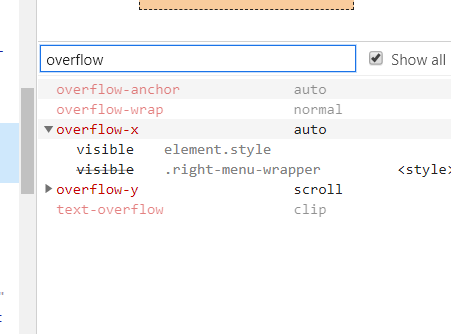 overflow Show all
overflow-anchor auto
overflow-wrap normal
overflow-x auto
visible element.style
visible .right-menu-wrapper <style>
overflow-y scroll
text-overflow clip
"